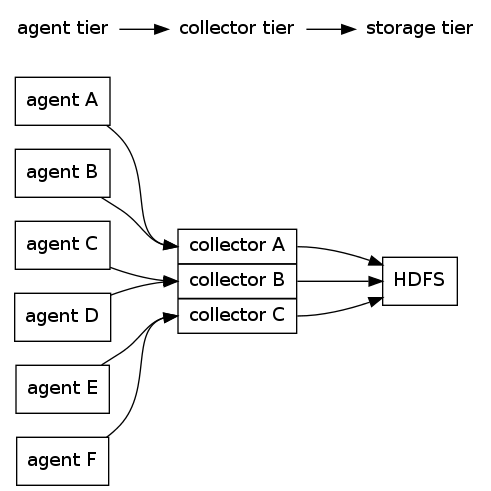 agent tier
collector tier
storage tier
agent A
agent B
agent C
agent D
agent E
agent F
collector A
collector B
collector C
HDFS